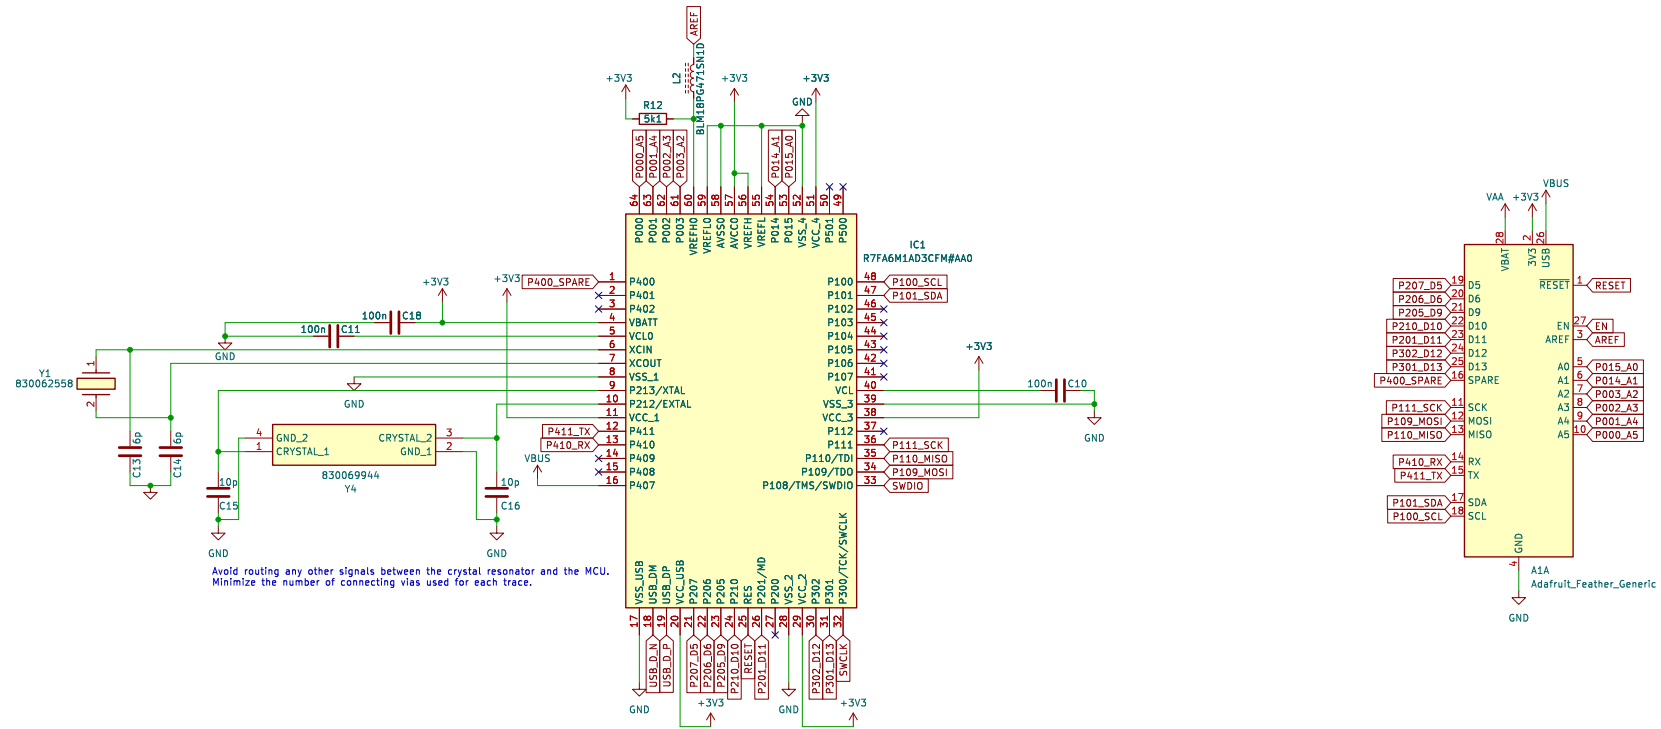 AREF
L2
BLM18PG471SN1D
+3V3
+3V3
+3V3
GND
R12
5k1
P000_A5
P001_A4
P002_A3
P003_A2
P014_A1
P015_A0
64
63
62
61
60
59
58
57
56
55
54
53
52
51
50
49
P000
P001
P002
P003
VREFH0
VREFL0
AVSS0
AVCC0
VREFH
VREFL
P014
P015
VSS_4
VCC_4
P501
P500
IC1
R7FA6M1AD3CFM#AA0
P400_SPARE
1 P400
2 P401
3 P402
4 VBATT
5 VCL0
6 XCIN
7 XCOUT
8 VSS_1
9 P213/XTAL
10 P212/EXTAL
11 VCC_1
P411_TX 12 P411
P410_RX 13 P410
14 P409
15 P408
16 P407
+3V3
+3V3
100n C18
100n C11
GND
Y1
830062558
1
2
6p
C13
6p
C14
GND
4 GND_2
1 CRYSTAL_1
CRYSTAL_2 3
GND_1 2
830069944
Y4
VBUS
10p
C15
10p
C16
GND
GND
Avoid routing any other signals between the crystal resonator and the MCU.
Minimize the number of connecting vias used for each trace.
P100 48 P100_SCL
P101 47 P101_SDA
P102 46
P103 45
P104 44
P105 43
P106 42
P107 41
VCL 40
VSS_3 39
VCC_3 38
P112 37
P111 36 P111_SCK
P110/TDI 35 P110_MISO
P109/TDO 34 P109_MOSI
P108/TMS/SWDIO 33 SWDIO
+3V3
100n C10
GND
VSS_USB
USB_DM
USB_DP
VCC_USB
P207
P206
P205
P210
RES
P201/MD
P200
VSS_2
VCC_2
P302
P301
P300/TCK/SWCLK
17
18
19
20
21
22
23
24
25
26
27
28
29
30
31
32
USB_D_N
USB_D_P
P207_D5
P206_D6
P205_D9
P210_D10
RESET
P201_D11
P302_D12
P301_D13
SWCLK
GND
+3V3
GND
+3V3
VAA
+3V3
VBUS
28
2
26
VBAT
3V3
USB
P207_D5 19 D5
P206_D6 20 D6
P205_D9 21 D9
P210_D10 22 D10
P201_D11 23 D11
P302_D12 24 D12
P301_D13 25 D13
P400_SPARE 16 SPARE
P111_SCK 11 SCK
P109_MOSI 12 MOSI
P110_MISO 13 MISO
P410_RX 14 RX
P411_TX 15 TX
P101_SDA 17 SDA
P100_SCL 18 SCL
RESET 1 RESET
EN 27 EN
AREF 3 AREF
A0 5 P015_A0
A1 6 P014_A1
A2 7 P003_A2
A3 8 P002_A3
A4 9 P001_A4
A5 10 P000_A5
GND
4
A1A
Adafruit_Feather_Generic
GND